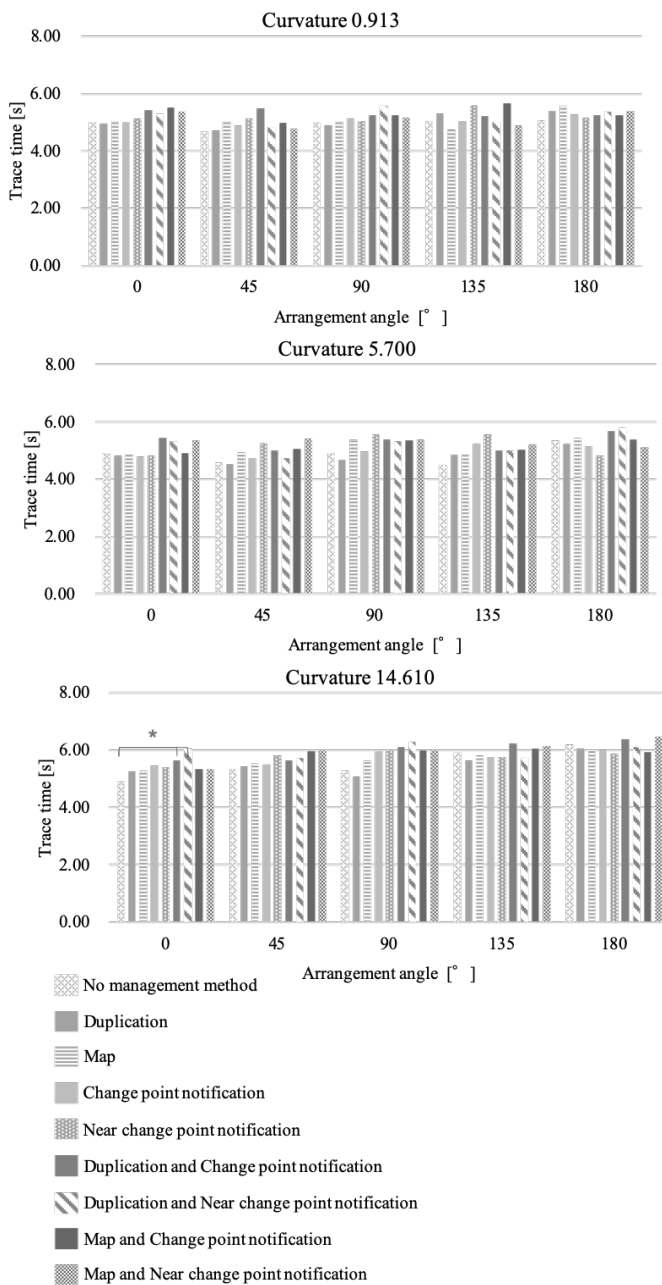 Curvature 0.913
8.00
6.00
4.00
2.00
0.00
Trace time [s]
0 45 90 135 180
Arrangement angle [° ]
Curvature 5.700
8.00
6.00
4.00
2.00
0.00
Trace time [s]
0 45 90 135 180
Arrangement angle [° ]
Curvature 14.610
8.00
6.00
4.00
2.00
0.00
Trace time [s]
*
0 45 90 135 180
Arrangement angle [° ]
No management method
Duplication
Map
Change point notification
Near change point notification
Duplication and Change point notification
Duplication and Near change point notification
Map and Change point notification
Map and Near change point notification